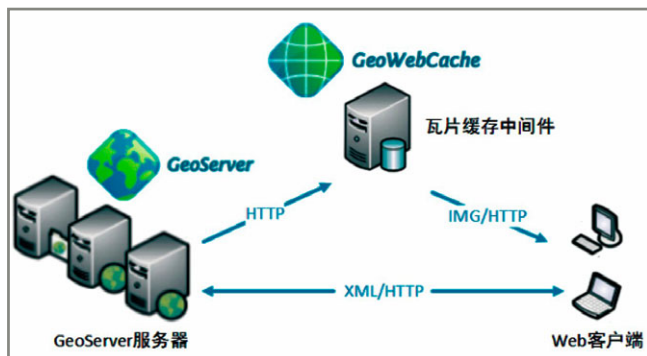 GeoWebCache
瓦片缓存中间件
GeoServer
HTTP
IMG/HTTP
XML/HTTP
GeoServer服务器
Web客户端